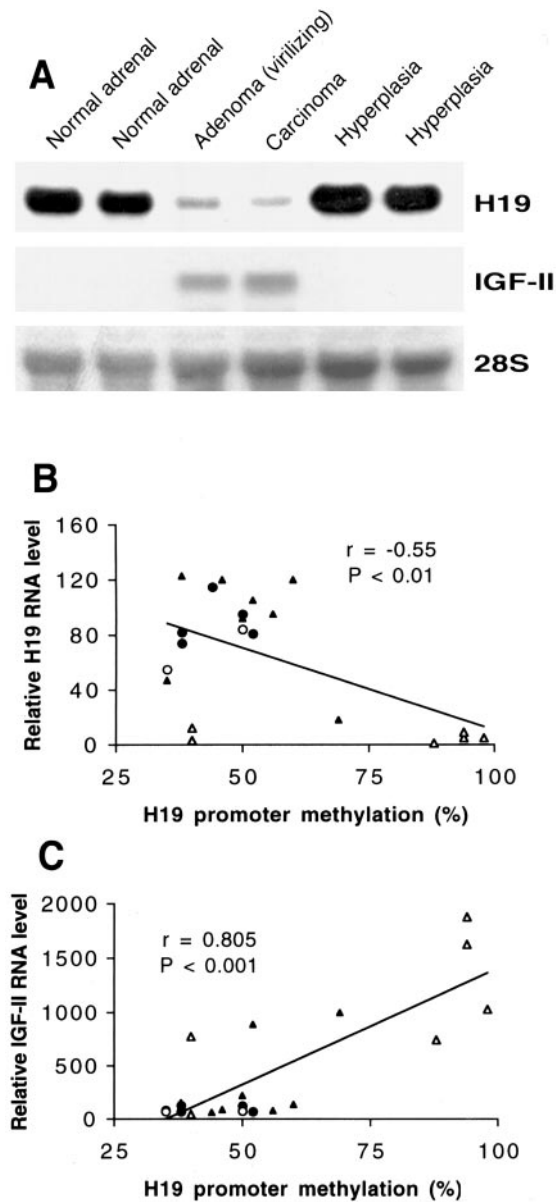 A
Normal adrenal
Normal adrenal
Adenoma (virilizing)
Carcinoma
Hyperplasia
Hyperplasia
H19
IGF-II
28S
B
Relative H19 RNA level
160
120
80
40
0
r = -0.55
P < 0.01
25 50 75 100
H19 promoter methylation (%)
C
Relative IGF-II RNA level
2000
1500
1000
500
0
r = 0.805
P < 0.001
25 50 75 100
H19 promoter methylation (%)